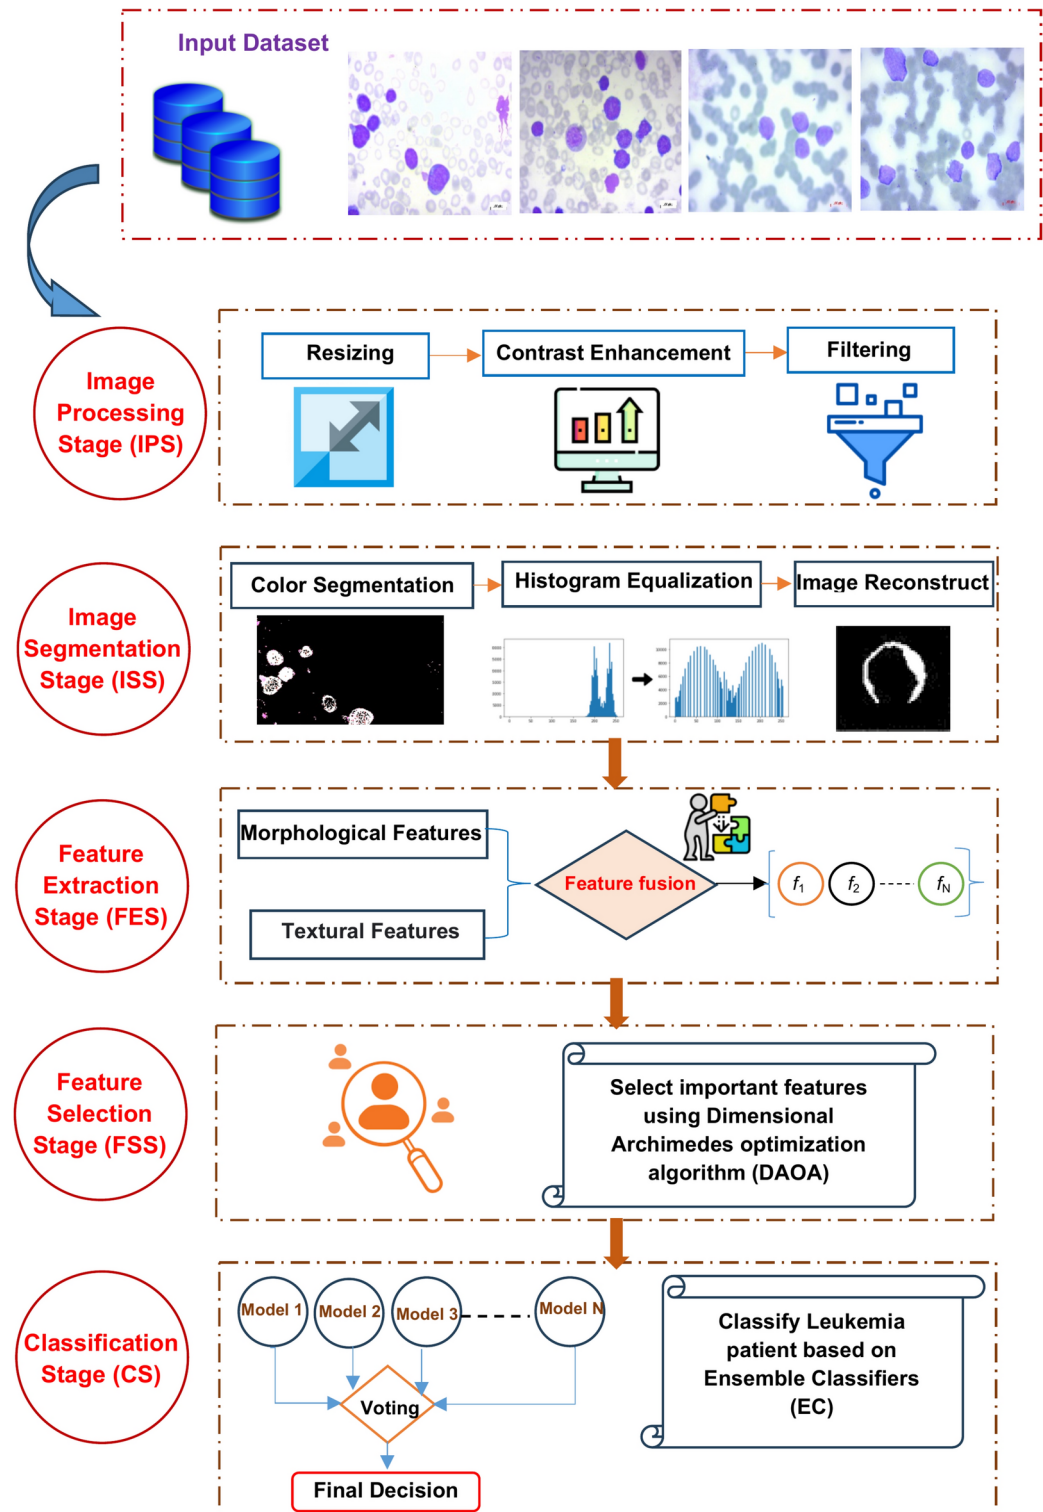 Input Dataset
Image
Processing
Stage (IPS)
Resizing
Contrast Enhancement
Filtering
Image
Segmentation
Stage (ISS)
Color Segmentation
Histogram Equalization
Image Reconstruct
Feature
Extraction
Stage (FES)
Morphological Features
Textural Features
Feature fusion
f1
f2
fN
Feature
Selection
Stage (FSS)
Select important features
using Dimensional
Archimedes optimization
algorithm (DAOA)
Classification
Stage (CS)
Model 1
Model 2
Model 3
Model N
Voting
Final Decision
Classify Leukemia
patient based on
Ensemble Classifiers
(EC)